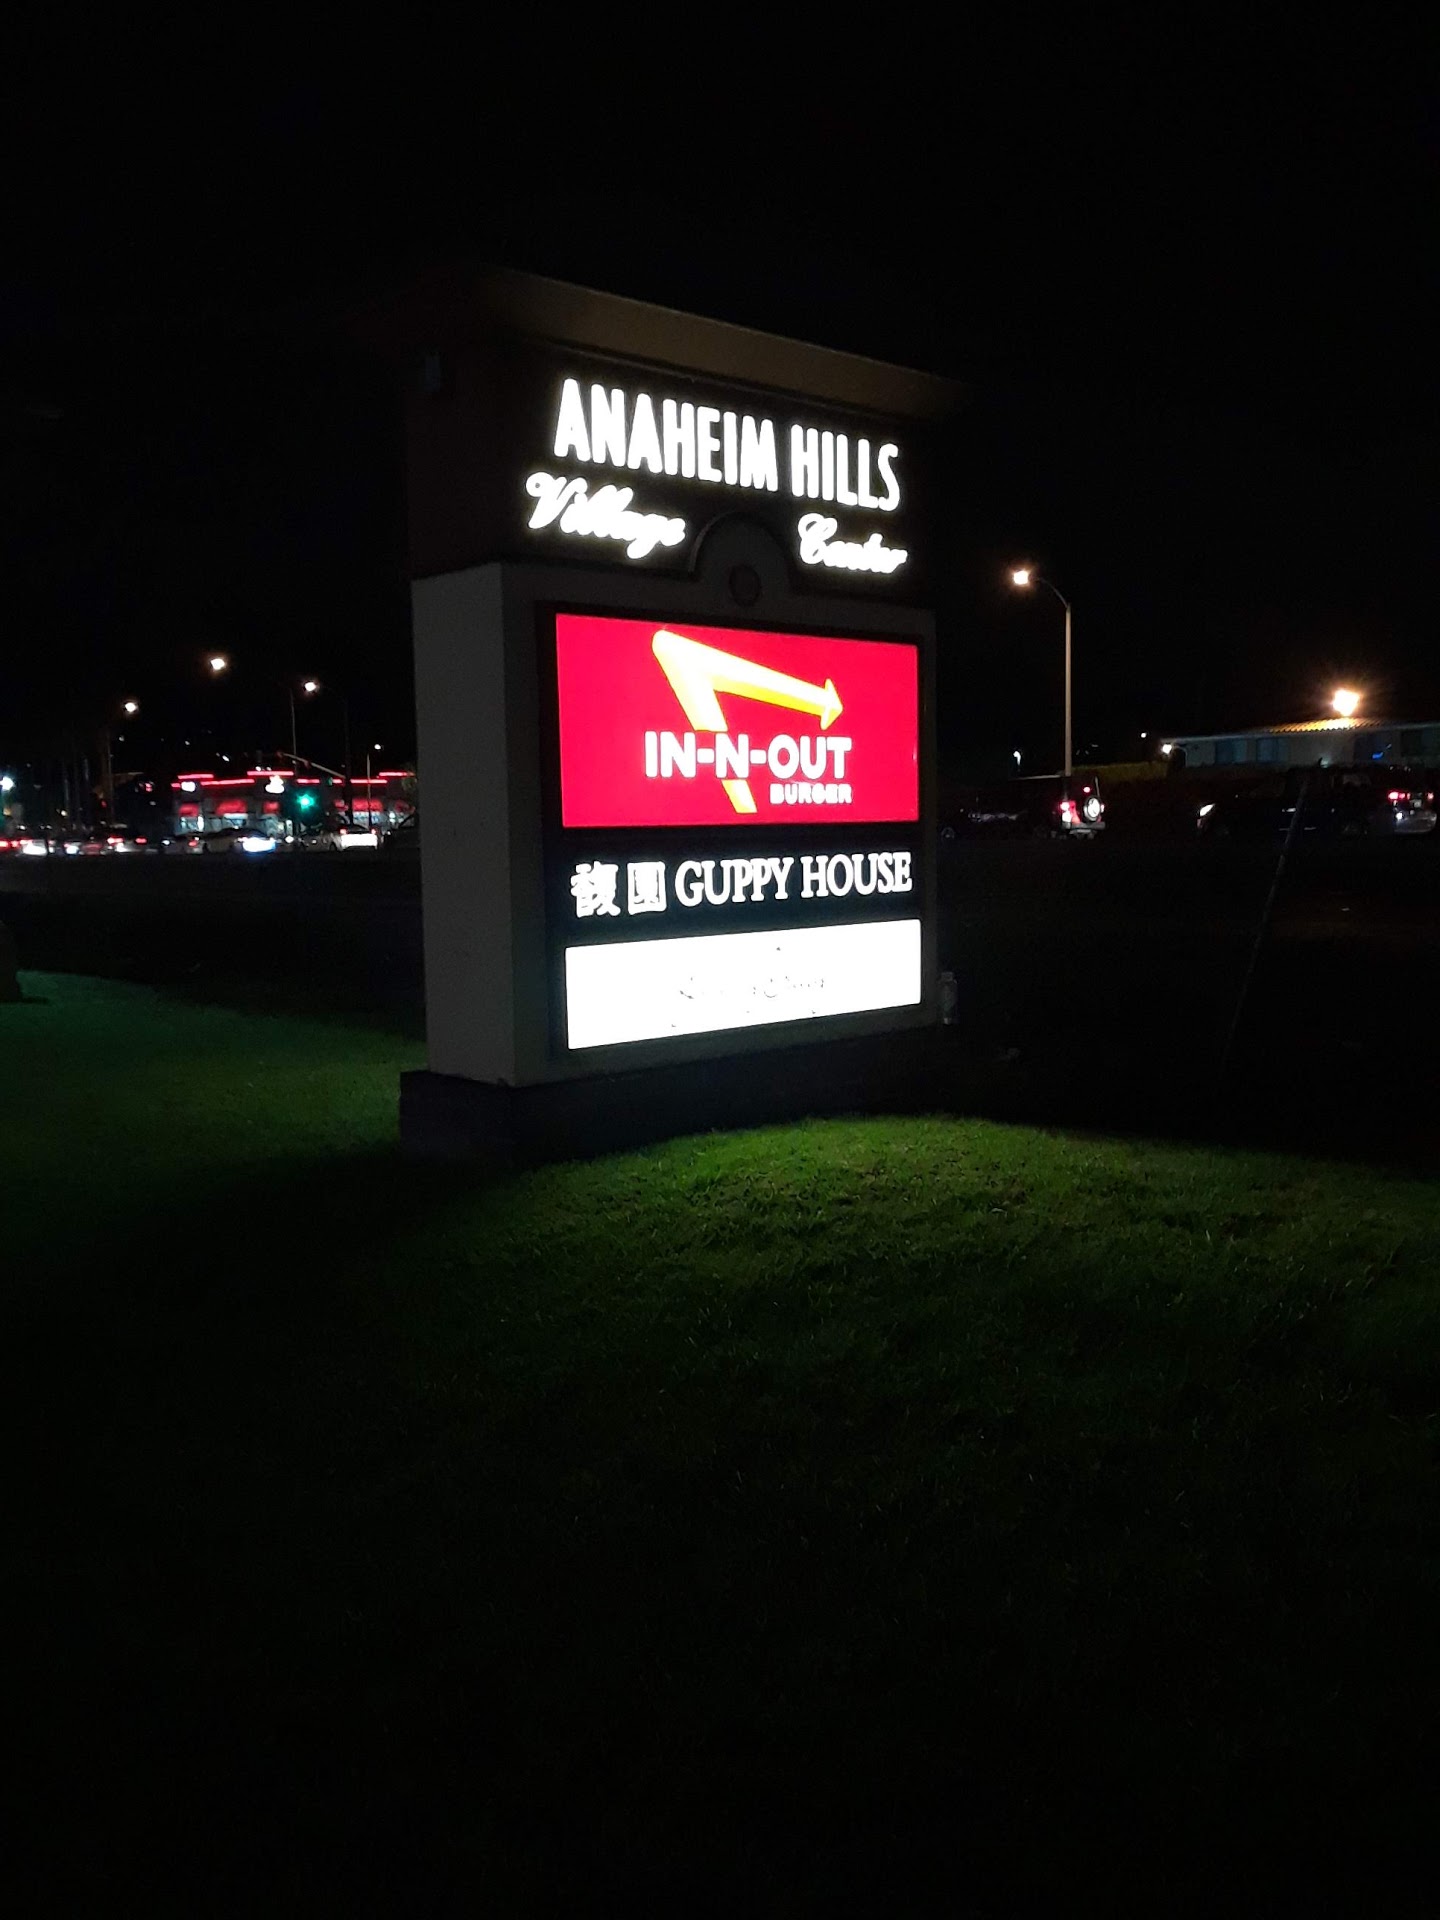 ANAHEIM HILLS
Village Center
IN-N-OUT
BURGER
馥園 GUPPY HOUSE